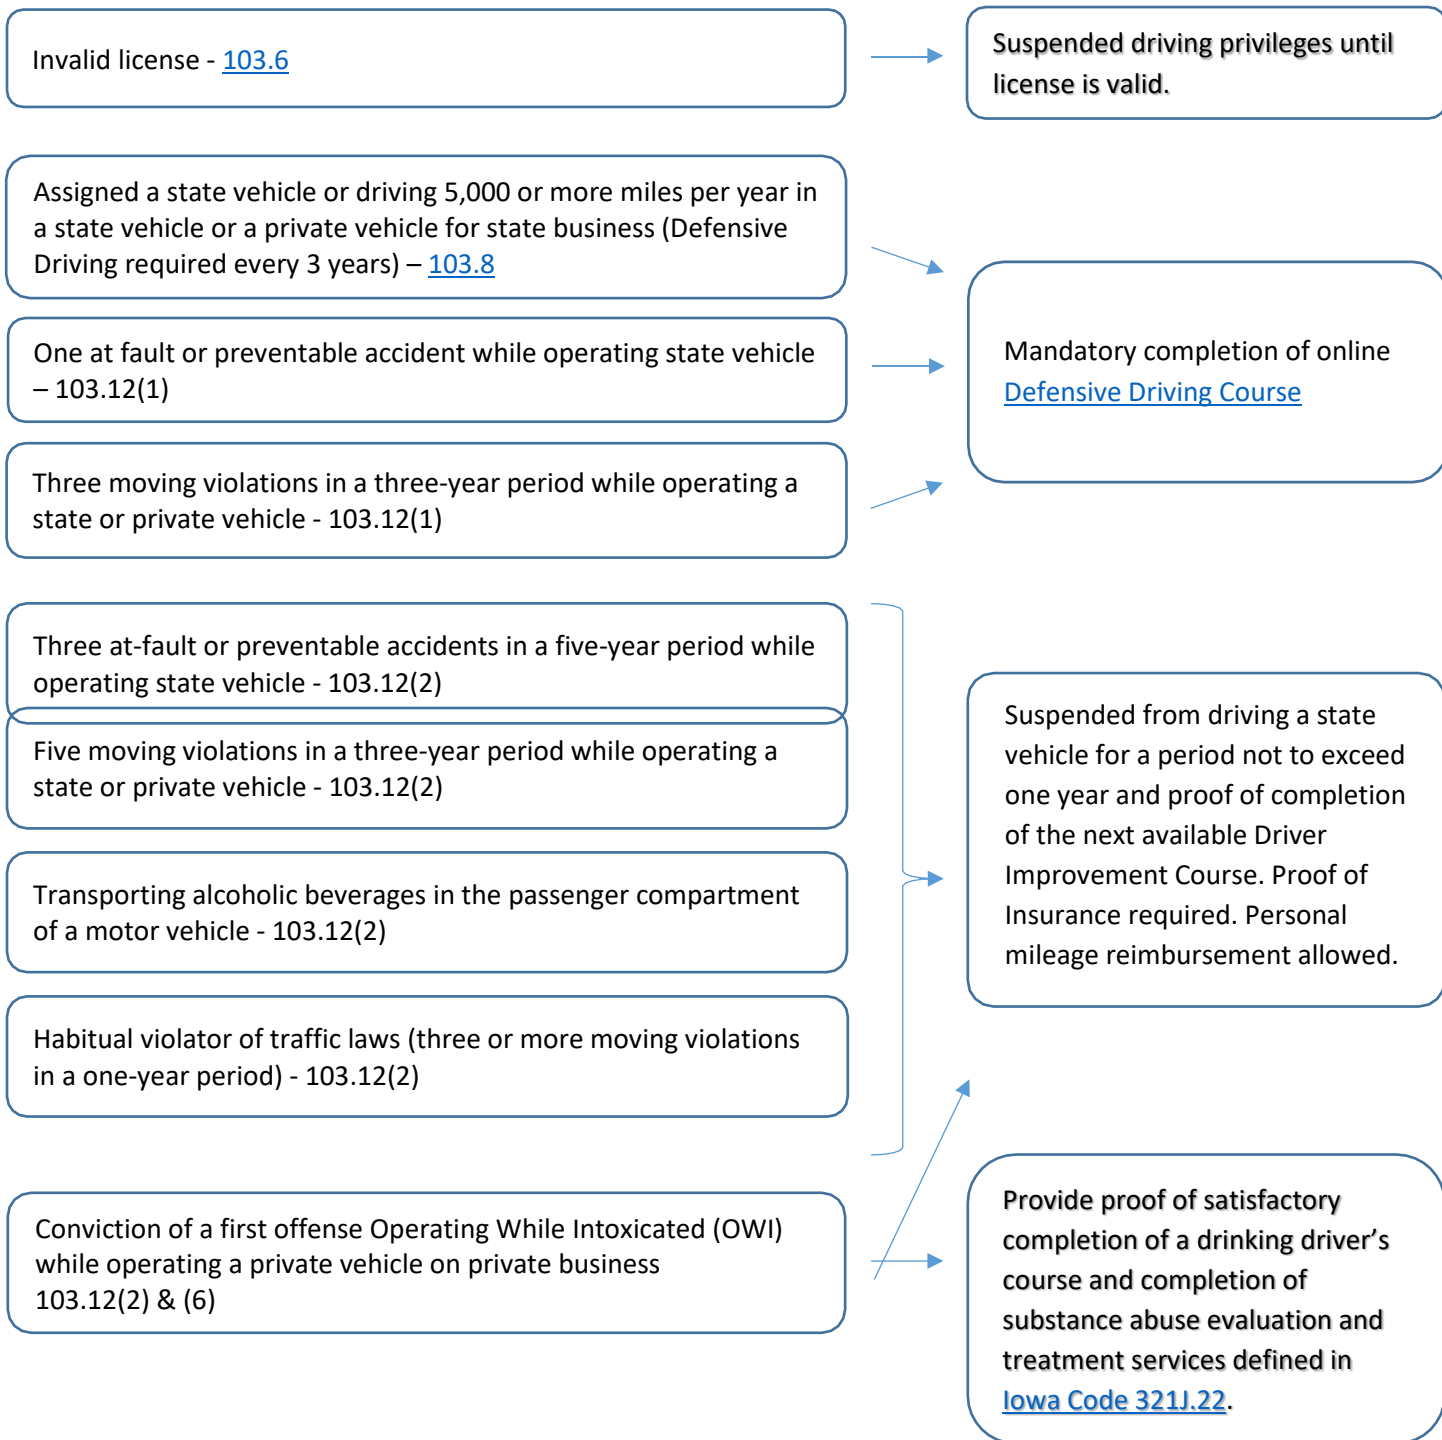 Invalid license - 103.6
Suspended driving privileges until
license is valid.
Assigned a state vehicle or driving 5,000 or more miles per year in
a state vehicle or a private vehicle for state business (Defensive
Driving required every 3 years) – 103.8
One at fault or preventable accident while operating state vehicle
– 103.12(1)
Three moving violations in a three-year period while operating a
state or private vehicle - 103.12(1)
Mandatory completion of online
Defensive Driving Course
Three at-fault or preventable accidents in a five-year period while
operating state vehicle - 103.12(2)
Five moving violations in a three-year period while operating a
state or private vehicle - 103.12(2)
Transporting alcoholic beverages in the passenger compartment
of a motor vehicle - 103.12(2)
Habitual violator of traffic laws (three or more moving violations
in a one-year period) - 103.12(2)
Suspended from driving a state
vehicle for a period not to exceed
one year and proof of completion
of the next available Driver
Improvement Course. Proof of
Insurance required. Personal
mileage reimbursement allowed.
Conviction of a first offense Operating While Intoxicated (OWI)
while operating a private vehicle on private business
103.12(2) & (6)
Provide proof of satisfactory
completion of a drinking driver’s
course and completion of
substance abuse evaluation and
treatment services defined in
Iowa Code 321J.22.